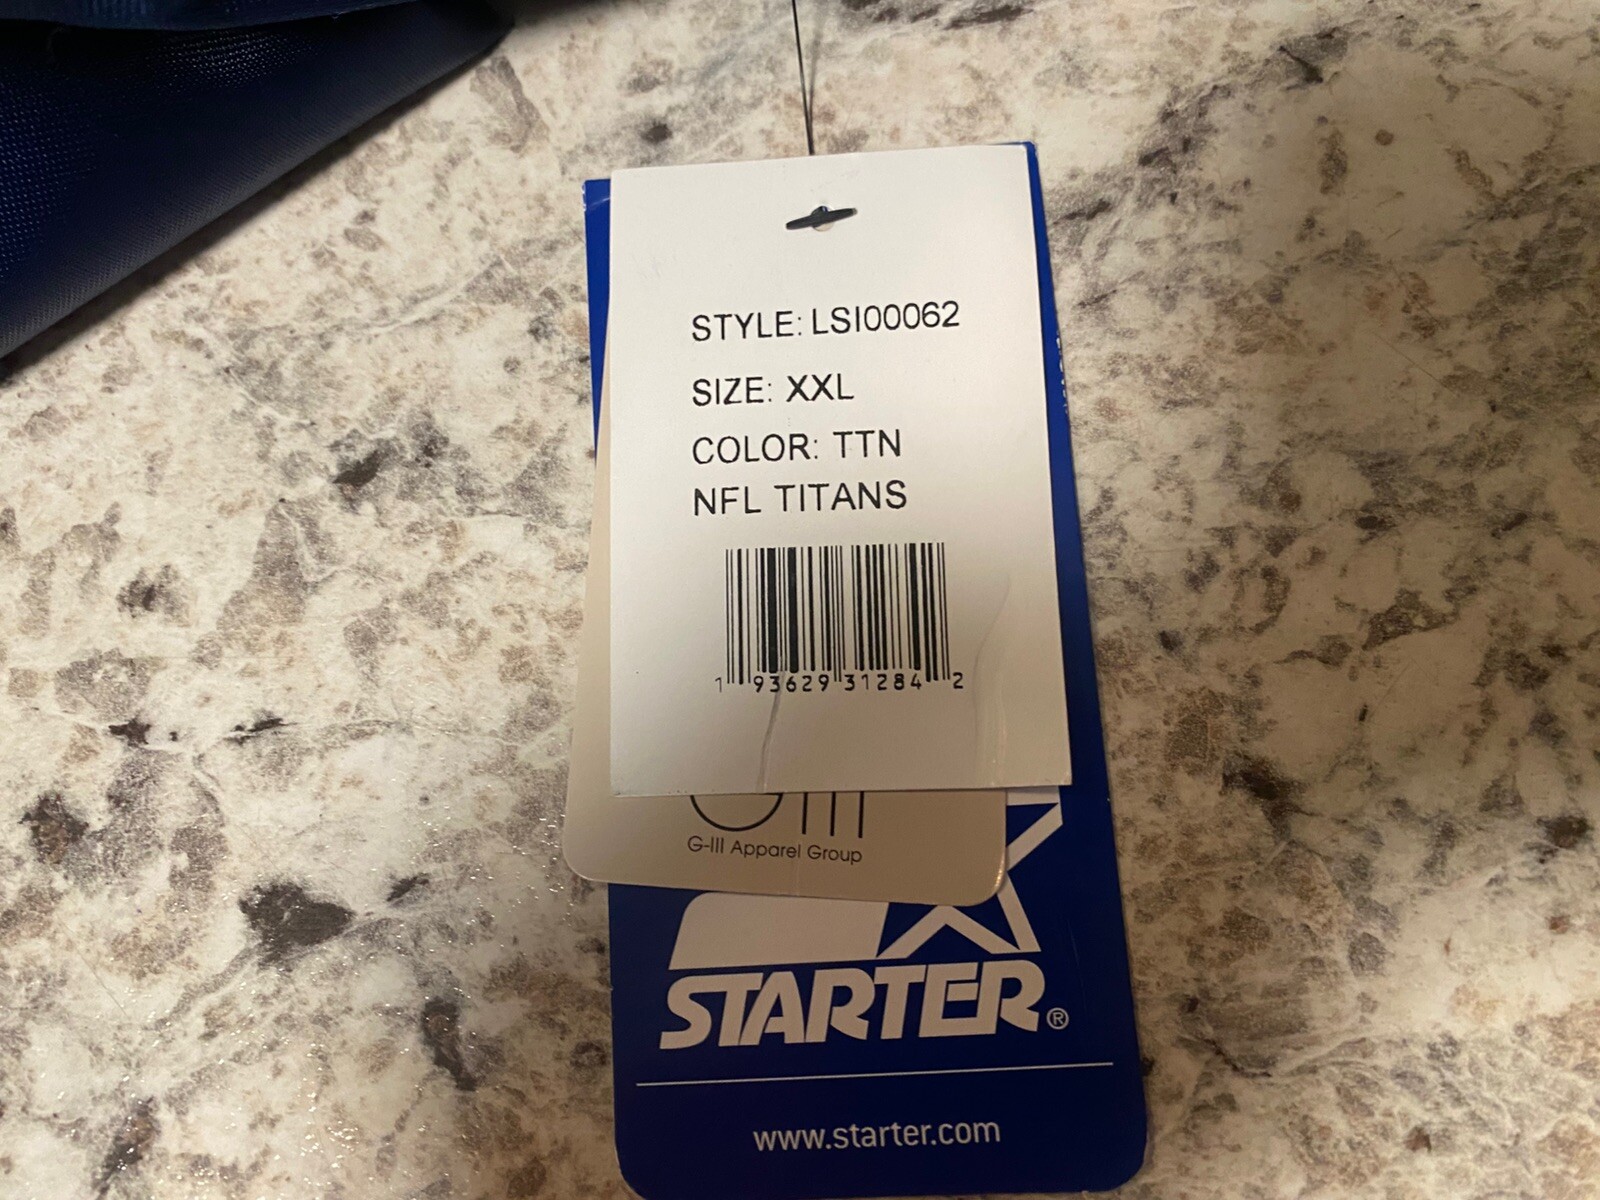 STYLE: LSI00062
SIZE: XXL
COLOR: TTN
NFL TITANS
1 93629 31284 2
G-III Apparel Group
STARTER®
www.starter.com